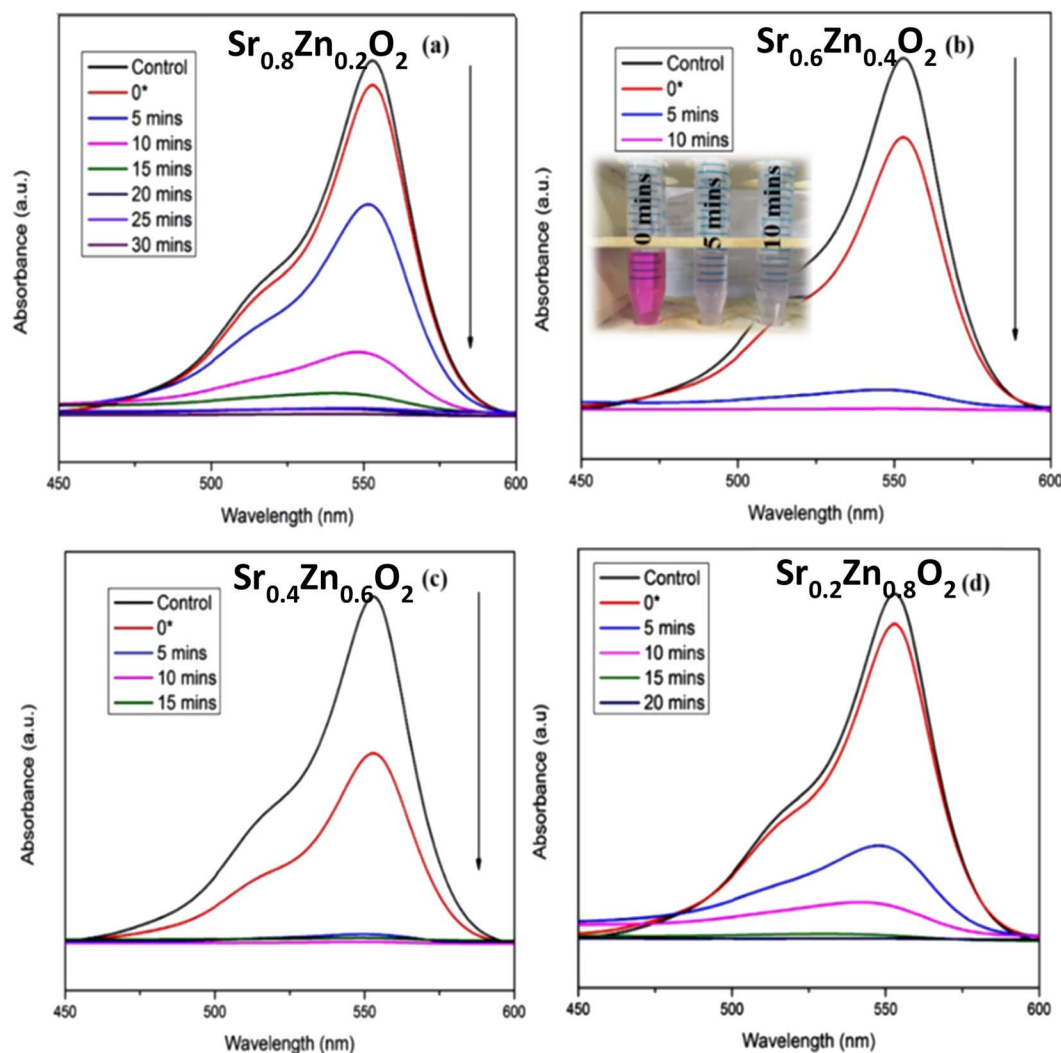 Sr0.8Zn0.2O2 (a)
Control
0*
5 mins
10 mins
15 mins
20 mins
25 mins
30 mins
Absorbance (a.u.)
450 500 550 600
Wavelength (nm)
Sr0.6Zn0.4O2 (b)
Control
0*
5 mins
10 mins
0 mins
5 mins
10 mins
Absorbance (a.u.)
450 500 550 600
Wavelength (nm)
Sr0.4Zn0.6O2 (c)
Control
0*
5 mins
10 mins
15 mins
Absorbance (a.u.)
450 500 550 600
Wavelength (nm)
Sr0.2Zn0.8O2 (d)
Control
0*
5 mins
10 mins
15 mins
20 mins
Absorbance (a.u)
450 500 550 600
Wavelength (nm)